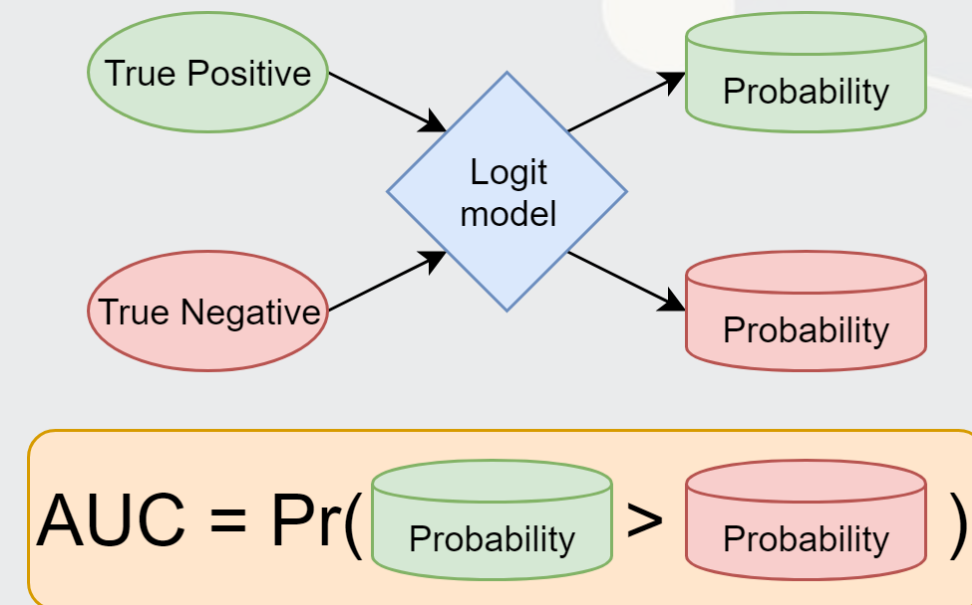 True Positive
Probability
Logit
model
True Negative
Probability
AUC = Pr( Probability > Probability )